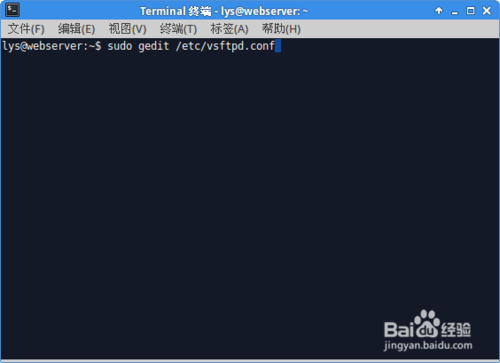 Terminal 终端 - lys@webserver: ~
文件(F) 编辑(E) 视图(V) 终端(T) 标签(A) 帮助(H)
lys@webserver:~$ sudo gedit /etc/vsftpd.conf
Bai du 经验
jingyan.baidu.com